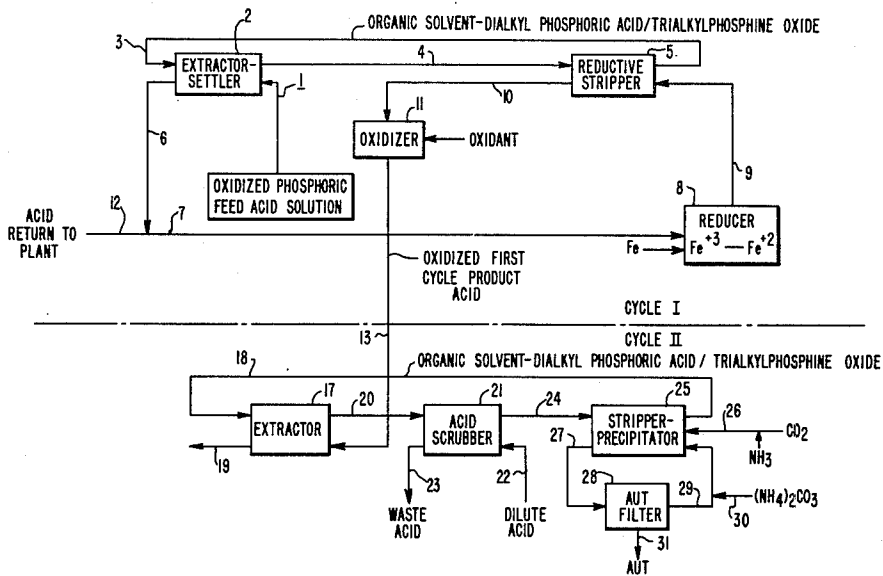 ORGANIC SOLVENT-DIALKYL PHOSPHORIC ACID/TRIALKYLPHOSPHINE OXIDE
2
3
4
5
EXTRACTOR-
SETTLER
REDUCTIVE
STRIPPER
1
10
11
6
OXIDIZER
OXIDANT
9
OXIDIZED PHOSPHORIC
FEED ACID SOLUTION
8
12
7
ACID
RETURN TO
PLANT
REDUCER
Fe
Fe+3 — Fe+2
OXIDIZED FIRST
CYCLE PRODUCT
ACID
CYCLE I
CYCLE II
13
18
ORGANIC SOLVENT-DIALKYL PHOSPHORIC ACID / TRIALKYLPHOSPHINE OXIDE
17
20
21
24
25
26
EXTRACTOR
ACID
SCRUBBER
STRIPPER-
PRECIPITATOR
CO2
27
NH3
19
23
22
28
29
(NH4)2CO3
30
WASTE
ACID
DILUTE
ACID
AUT
FILTER
31
AUT